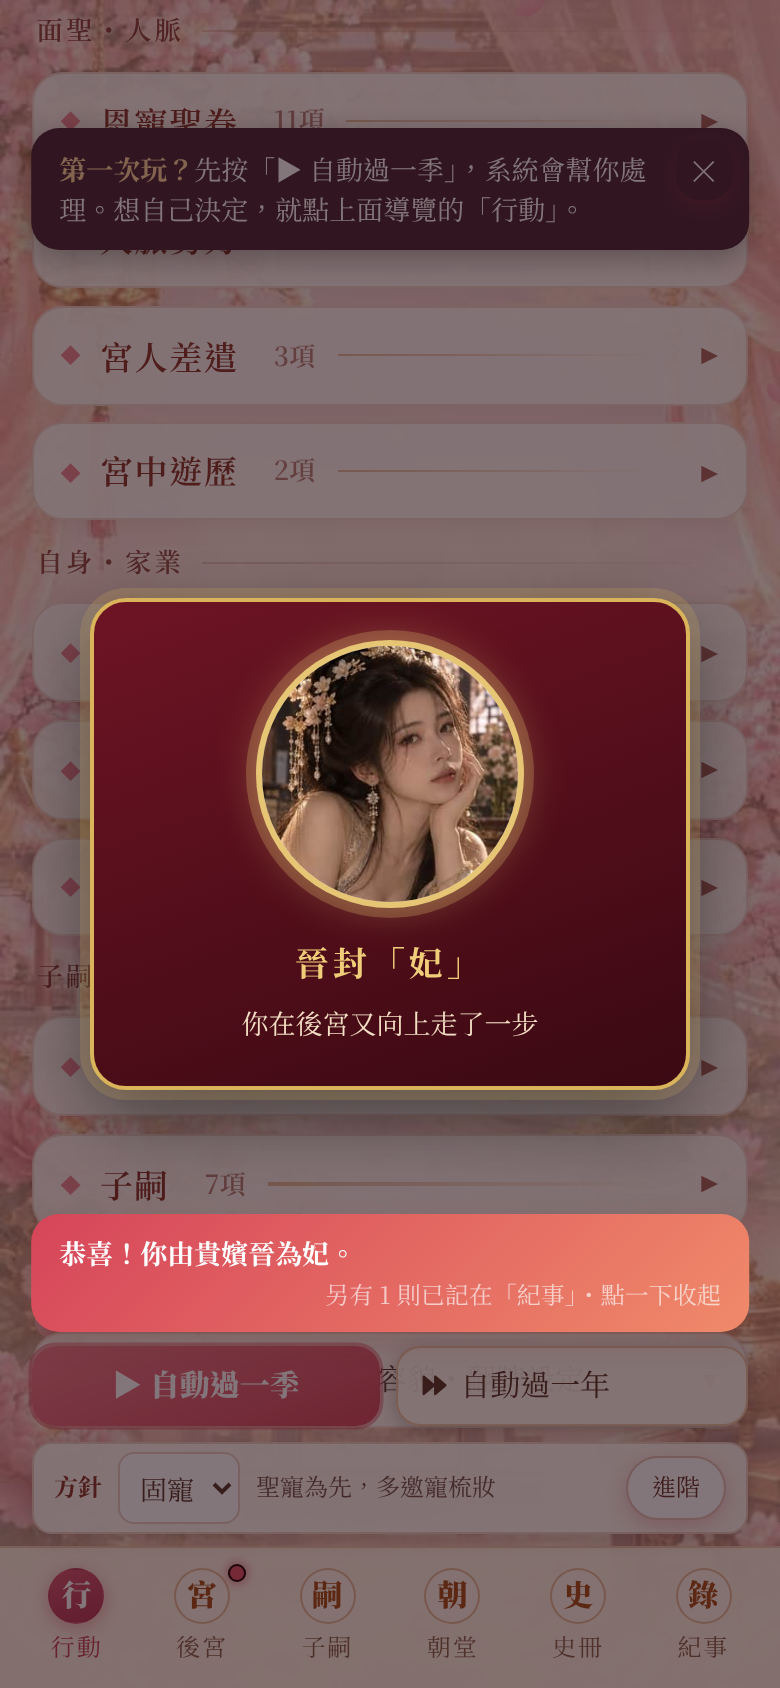 面聖・人脈
恩寵聖眷 11項
第一次玩？先按「▶ 自動過一季」，系統會幫你處
理。想自己決定，就點上面導覽的「行動」。
宮人差遣 3項
宮中遊歷 2項
自身・家業
晉封「妃」
你在後宮又向上走了一步
子嗣
子嗣 7項
恭喜！你由貴嬪晉為妃。
另有 1 則已記在「紀事」・點一下收起
▶ 自動過一季
自動過一年
方針 固寵 聖寵為先，多邀寵梳妝 進階
行 宮 嗣 朝 史 錄
行動 後宮 子嗣 朝堂 史冊 紀事